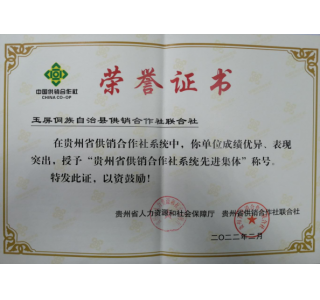 中国供销合作社
CHINA CO-OP
荣誉证书
玉屏侗族自治县供销合作社联合社
在贵州省供销合作社系统中，你单位成绩优异、表现
突出，授予“贵州省供销合作社系统先进集体”称号。
特发此证，以资鼓励！
贵州省人力资源和社会保障厅 贵州省供销合作社联合社
二〇二二年二月